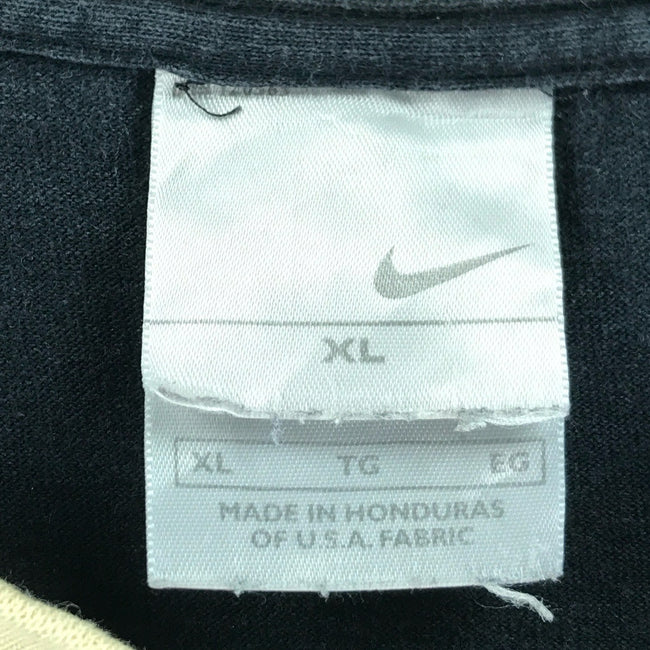 XL
XL TG EG
MADE IN HONDURAS
OF U.S.A. FABRIC